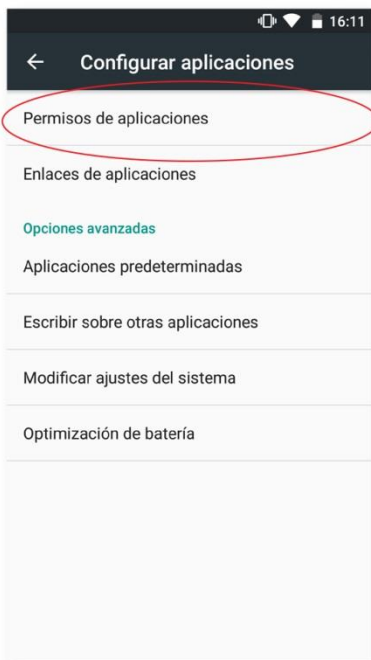 16:11
Configurar aplicaciones
Permisos de aplicaciones
Enlaces de aplicaciones
Opciones avanzadas
Aplicaciones predeterminadas
Escribir sobre otras aplicaciones
Modificar ajustes del sistema
Optimización de batería